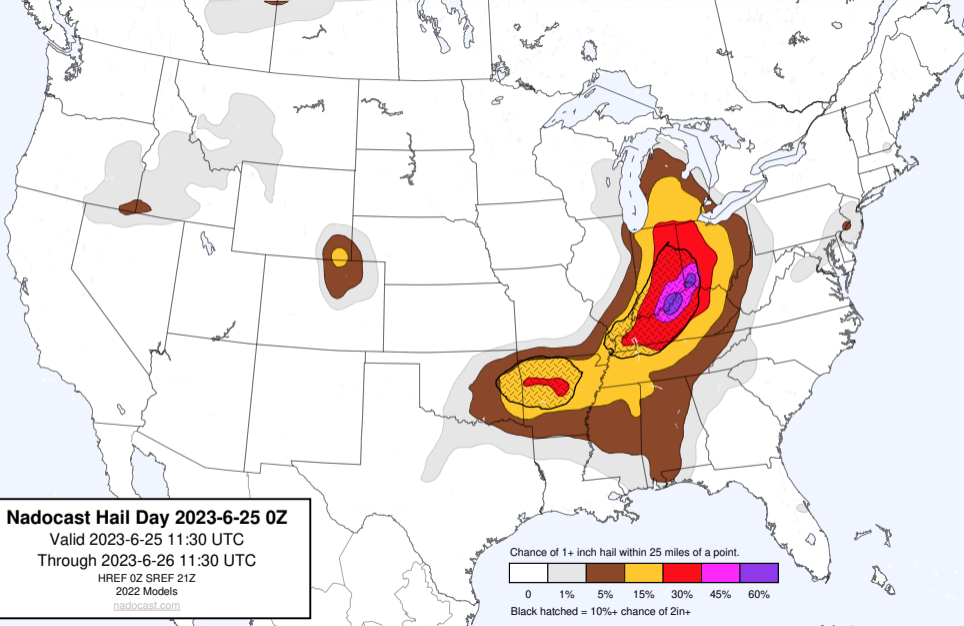 Nadocast Hail Day 2023-6-25 0Z
Valid 2023-6-25 11:30 UTC
Through 2023-6-26 11:30 UTC
HREF 0Z SREF 21Z
2022 Models
nadocast.com
Chance of 1+ inch hail within 25 miles of a point.
0 1% 5% 15% 30% 45% 60%
Black hatched = 10%+ chance of 2in+